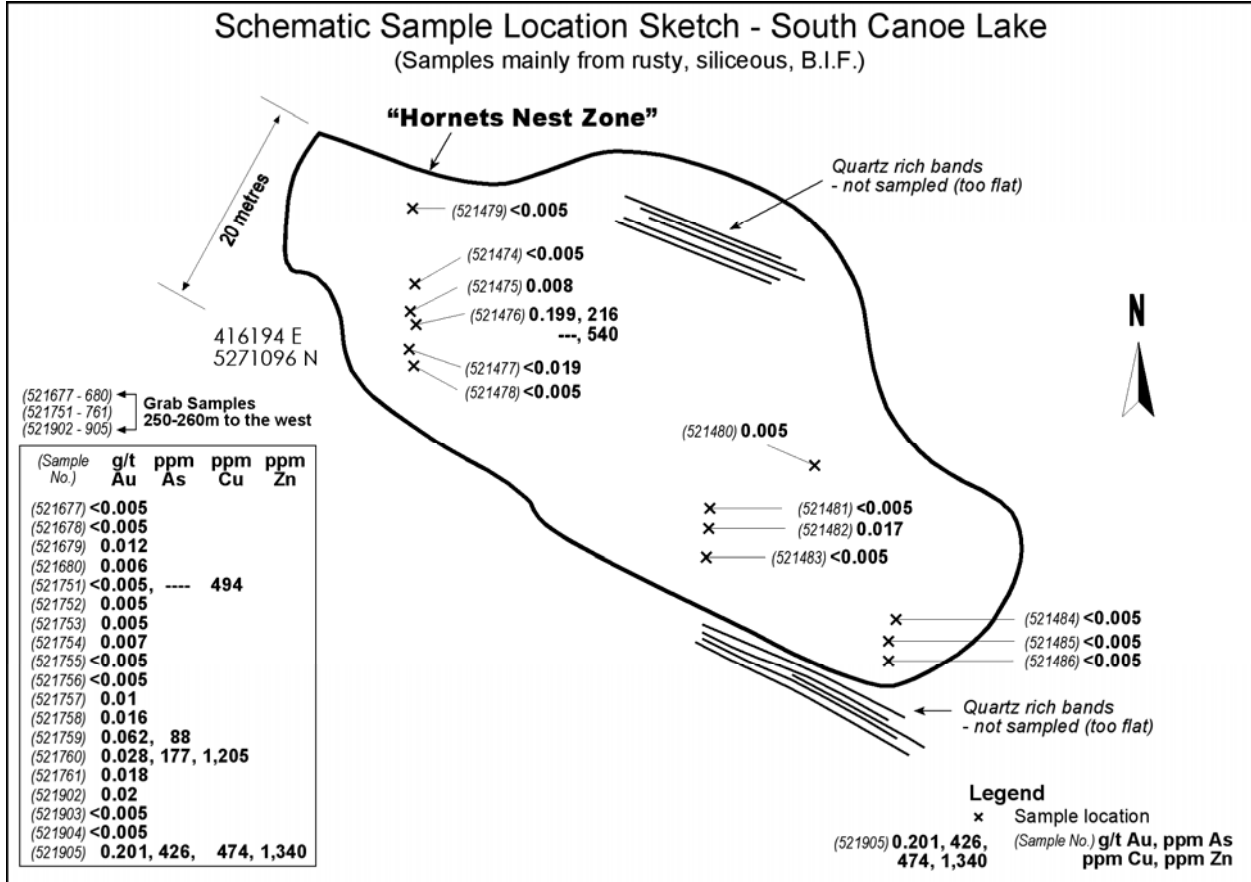 Schematic Sample Location Sketch - South Canoe Lake
(Samples mainly from rusty, siliceous, B.I.F.)
“Hornets Nest Zone”
Quartz rich bands
- not sampled (too flat)
20 metres
(521479) <0.005
(521474) <0.005
(521475) 0.008
(521476) 0.199, 216
---, 540
(521477) <0.019
(521478) <0.005
416194 E
5271096 N
N
(521677 - 680)
(521751 - 761)
(521902 - 905)
Grab Samples
250-260m to the west
(521480) 0.005
(521481) <0.005
(521482) 0.017
(521483) <0.005
(521484) <0.005
(521485) <0.005
(521486) <0.005
Quartz rich bands
- not sampled (too flat)
(Sample g/t ppm ppm ppm
No.) Au As Cu Zn
(521677) <0.005
(521678) <0.005
(521679) 0.012
(521680) 0.006
(521751) <0.005, ---- 494
(521752) 0.005
(521753) 0.005
(521754) 0.007
(521755) <0.005
(521756) <0.005
(521757) 0.01
(521758) 0.016
(521759) 0.062, 88
(521760) 0.028, 177, 1,205
(521761) 0.018
(521902) 0.02
(521903) <0.005
(521904) <0.005
(521905) 0.201, 426, 474, 1,340
Legend
× Sample location
(521905) 0.201, 426, (Sample No.) g/t Au, ppm As
474, 1,340 ppm Cu, ppm Zn